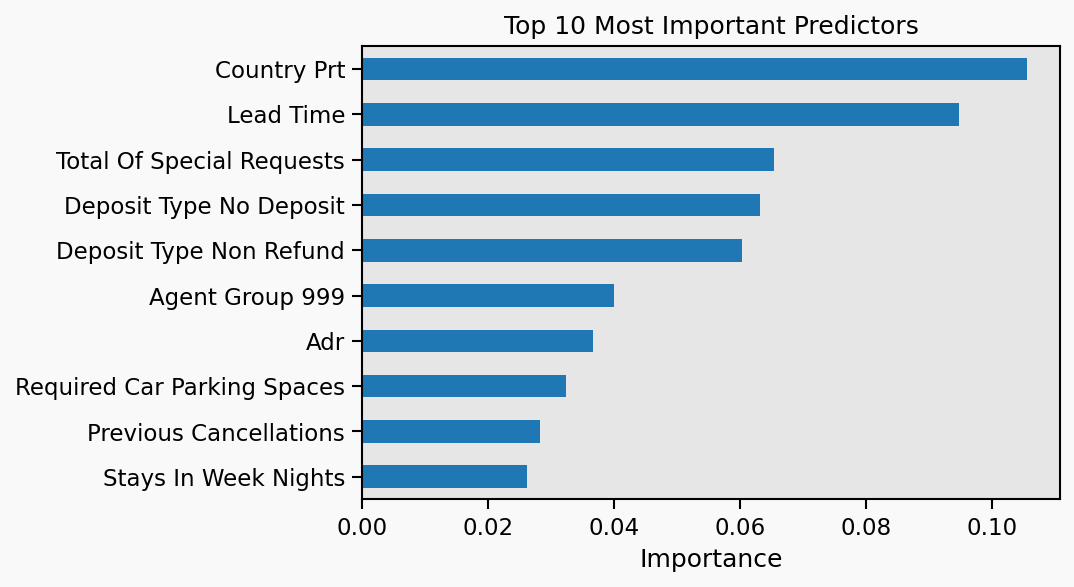 Top 10 Most Important Predictors
Country Prt
Lead Time
Total Of Special Requests
Deposit Type No Deposit
Deposit Type Non Refund
Agent Group 999
Adr
Required Car Parking Spaces
Previous Cancellations
Stays In Week Nights
0.00 0.02 0.04 0.06 0.08 0.10
Importance